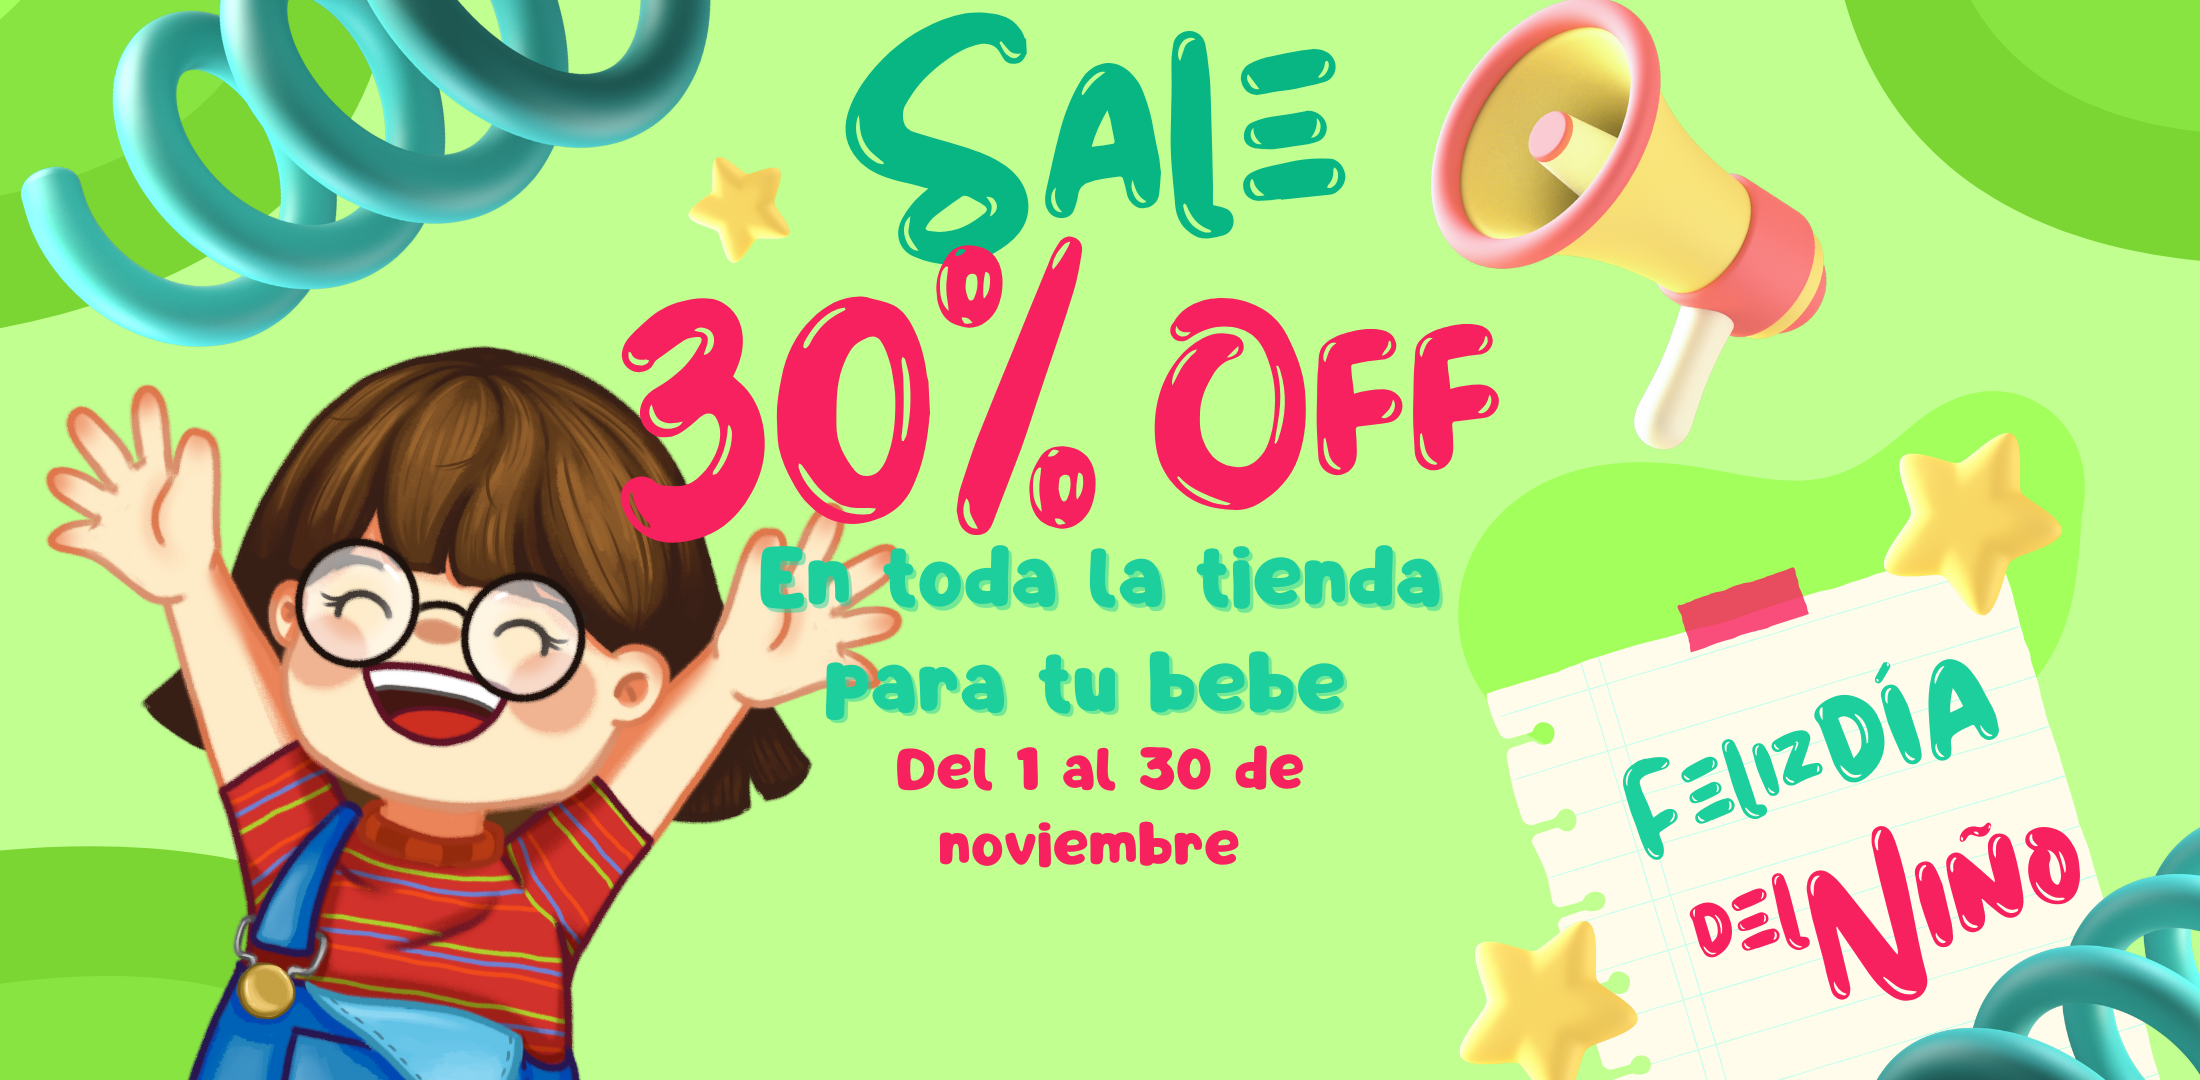 SALE
30% OFF
En toda la tienda
para tu bebe
Del 1 al 30 de
noviembre
FELIZ DÍA
DEL NIÑO